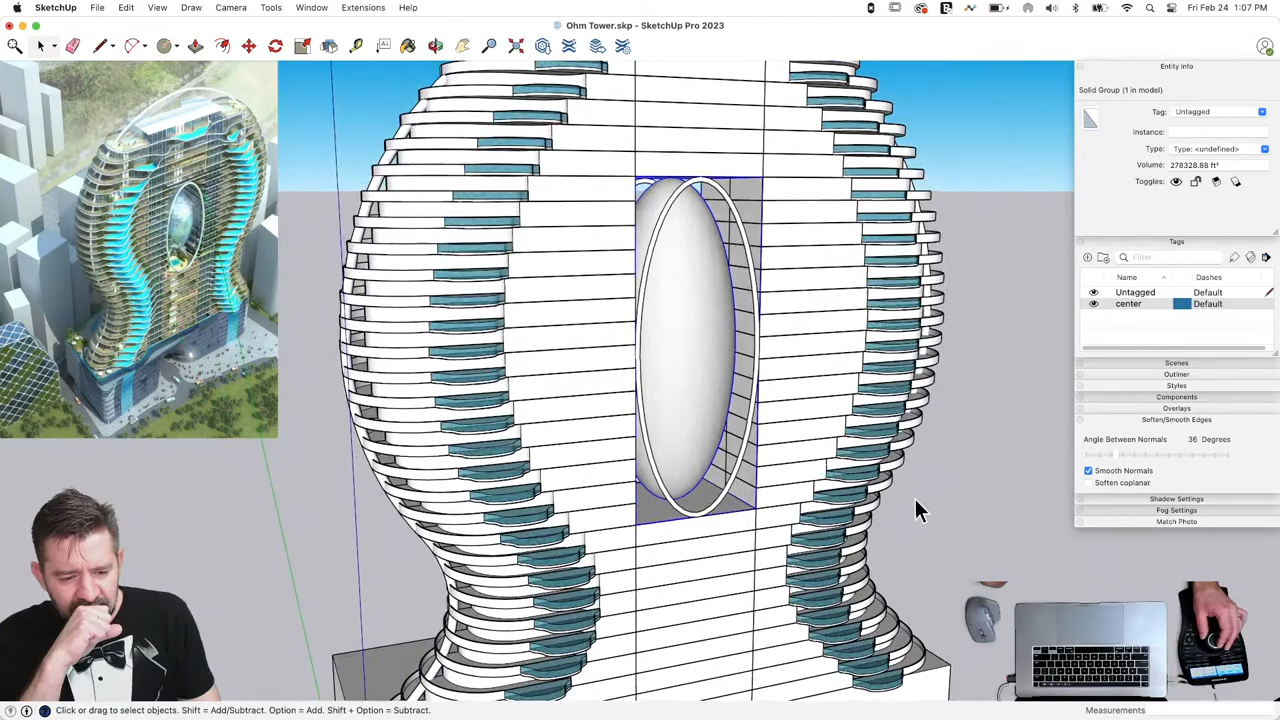 SketchUp File Edit View Draw Camera Tools Window Extensions Help Fri Feb 24 1:07 PM
Ohm Tower.skp - SketchUp Pro 2023
Entity Info
Solid Group (1 in model)
Tag: Untagged
Instance:
Type: Type: <undefined>
Volume: 278328.88 ft³
Toggles:
Tags
Filter
Name Dashes
Untagged Default
center Default
Scenes
Outliner
Styles
Components
Overlays
Soften/Smooth Edges
Angle Between Normals 36 Degrees
Smooth Normals
Soften coplanar
Shadow Settings
Fog Settings
Match Photo
Click or drag to select objects. Shift = Add/Subtract. Option = Add. Shift + Option = Subtract. Measurements